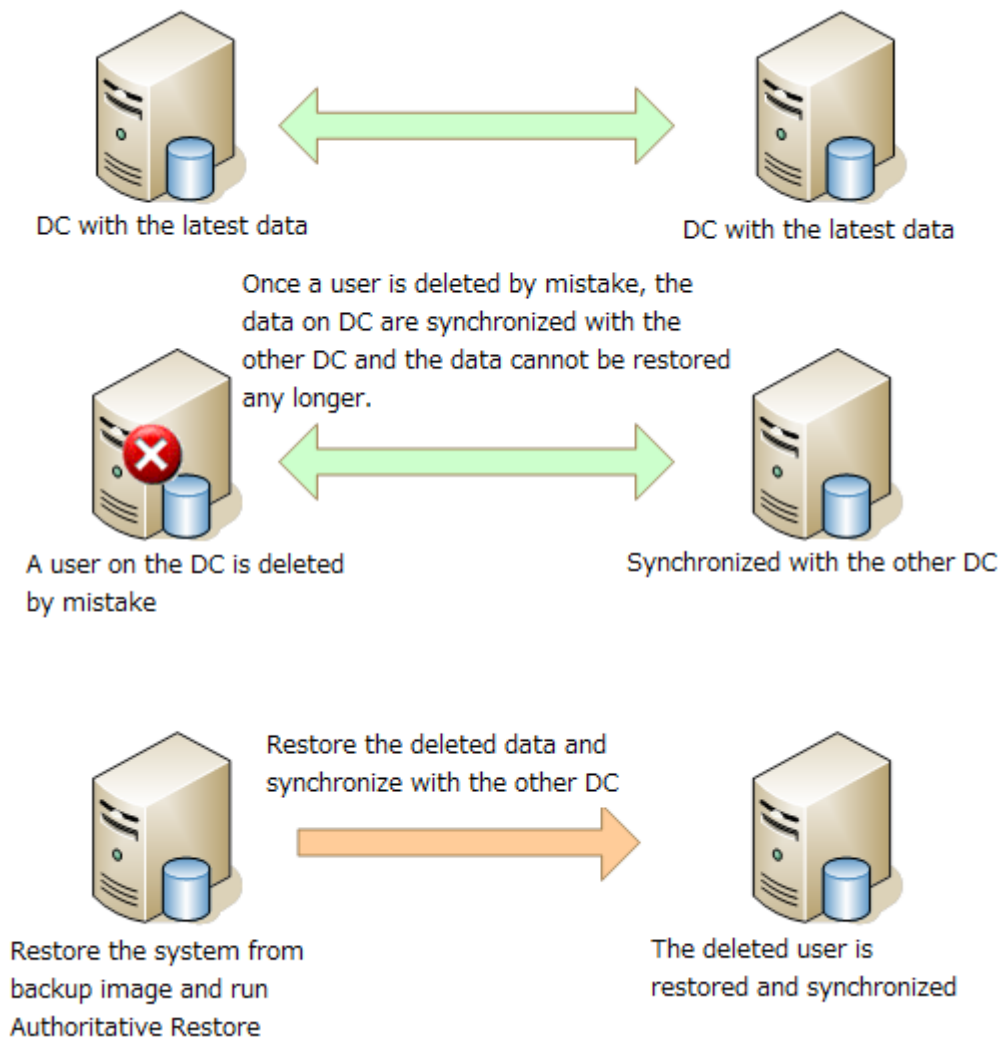 DC with the latest data
DC with the latest data
Once a user is deleted by mistake, the
data on DC are synchronized with the
other DC and the data cannot be restored
any longer.
A user on the DC is deleted
by mistake
Synchronized with the other DC
Restore the deleted data and
synchronize with the other DC
Restore the system from
backup image and run
Authoritative Restore
The deleted user is
restored and synchronized